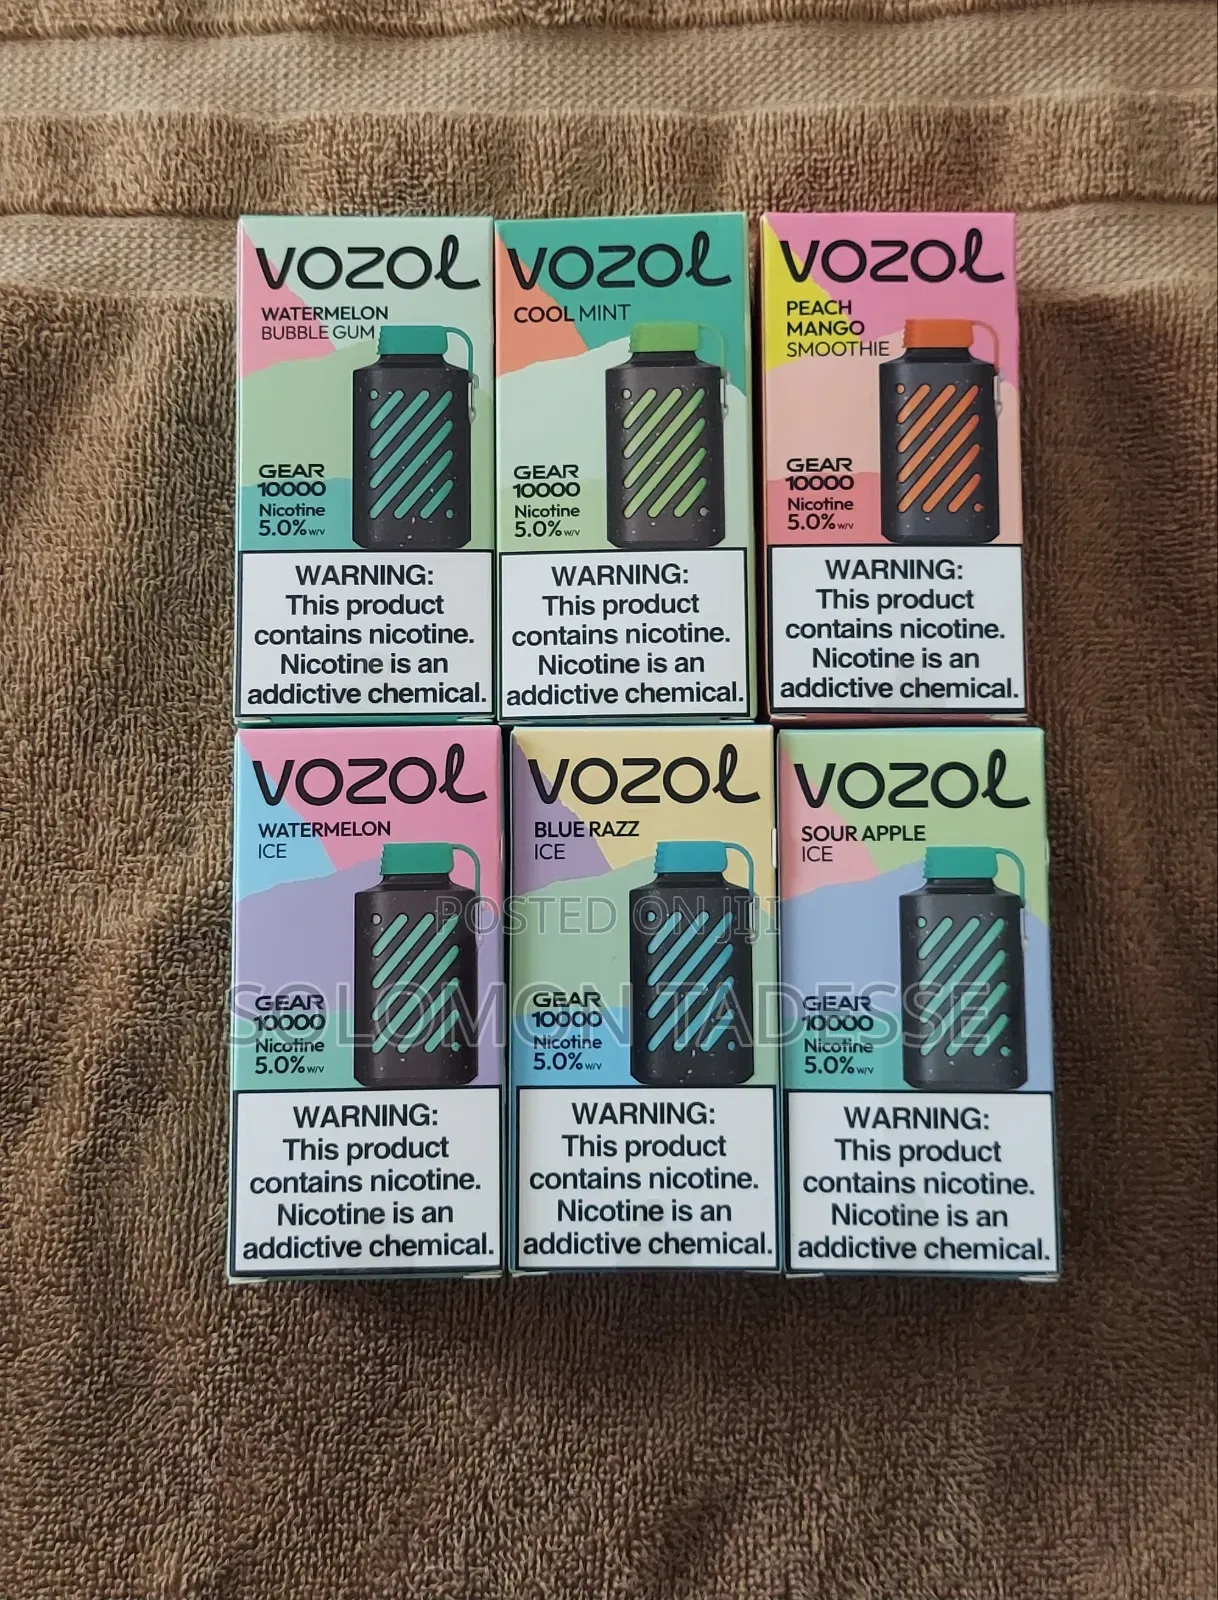 VOZOL
WATERMELON
BUBBLE GUM
GEAR
10000
Nicotine
5.0% w/v
WARNING:
This product
contains nicotine.
Nicotine is an
addictive chemical.
VOZOL
COOL MINT
GEAR
10000
Nicotine
5.0% w/v
WARNING:
This product
contains nicotine.
Nicotine is an
addictive chemical.
VOZOL
PEACH
MANGO
SMOOTHIE
GEAR
10000
Nicotine
5.0% w/v
WARNING:
This product
contains nicotine.
Nicotine is an
addictive chemical.
VOZOL
WATERMELON
ICE
GEAR
10000
Nicotine
5.0% w/v
WARNING:
This product
contains nicotine.
Nicotine is an
addictive chemical.
VOZOL
BLUE RAZZ
ICE
GEAR
10000
Nicotine
5.0% w/v
WARNING:
This product
contains nicotine.
Nicotine is an
addictive chemical.
VOZOL
SOUR APPLE
ICE
GEAR
10000
Nicotine
5.0% w/v
WARNING:
This product
contains nicotine.
Nicotine is an
addictive chemical.
POSTED ON JIJI
SOLOMON TADESSE